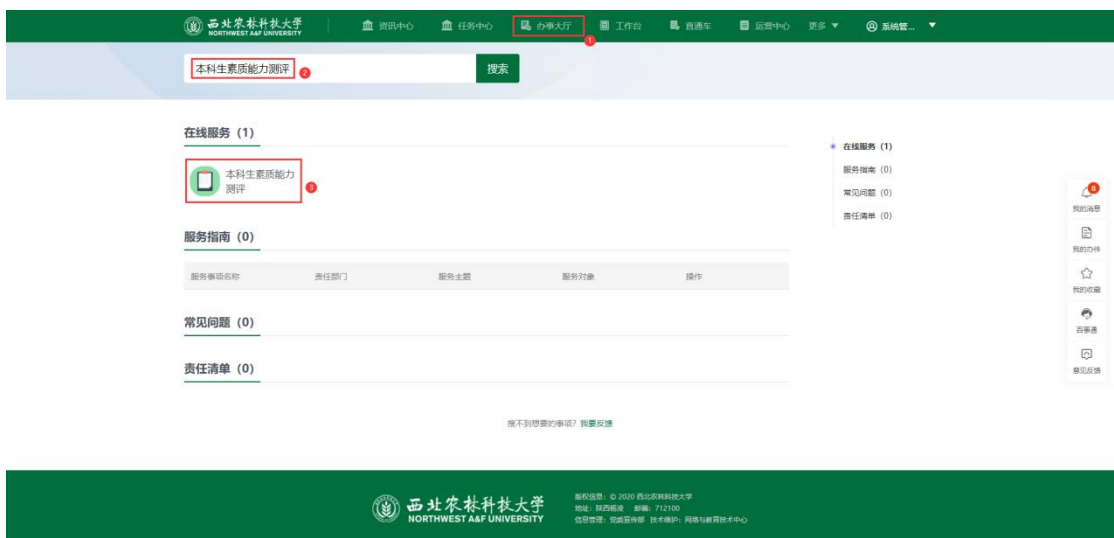 西北农林科技大学
NORTHWEST A&F UNIVERSITY
资讯中心 任务中心 办事大厅 工作台 直通车 运营中心 更多 系统管...
1
本科生素质能力测评 2 搜索
在线服务（1）
本科生素质能力
测评
3
服务指南（0）
服务事项名称 责任部门 服务主题 服务对象 操作
常见问题（0）
责任清单（0）
在线服务（1）
服务指南（0）
常见问题（0）
责任清单（0）
8
我的消息
我的办件
我的收藏
百事通
意见反馈
搜不到想要的事项？我要反馈
西北农林科技大学
NORTHWEST A&F UNIVERSITY
版权信息：© 2020 西北农林科技大学
地址：陕西杨凌 邮编：712100
信息管理：党委宣传部 技术维护：网络与教育技术中心